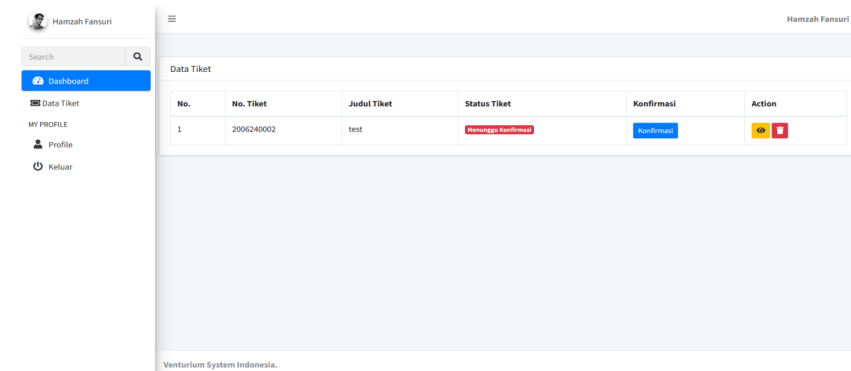 Hamzah Fansuri
Hamzah Fansuri
Search
Dashboard
Data Tiket
MY PROFILE
Profile
Keluar
Data Tiket
No. No. Tiket Judul Tiket Status Tiket Konfirmasi Action
1 2006240002 test Menunggu Konfirmasi Konfirmasi
Venturium System Indonesia.